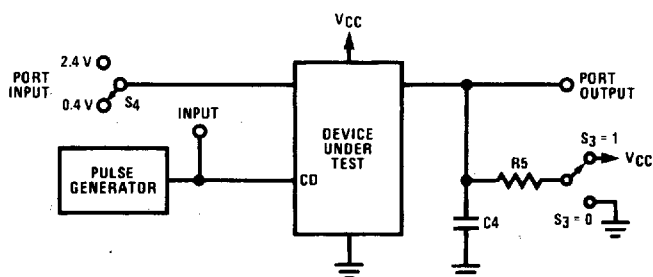 VCC
2.4 V
PORT
INPUT
0.4 V
S4
INPUT
PULSE
GENERATOR
CD
DEVICE
UNDER
TEST
PORT
OUTPUT
S3 = 1
VCC
R5
C4
S3 = 0